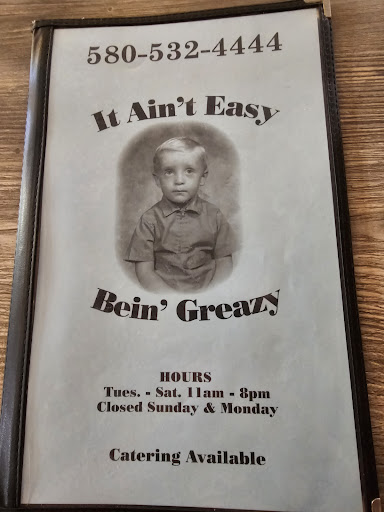 580-532-4444
It Ain't Easy
Bein' Greazy
HOURS
Tues. - Sat. 11am - 8pm
Closed Sunday & Monday
Catering Available